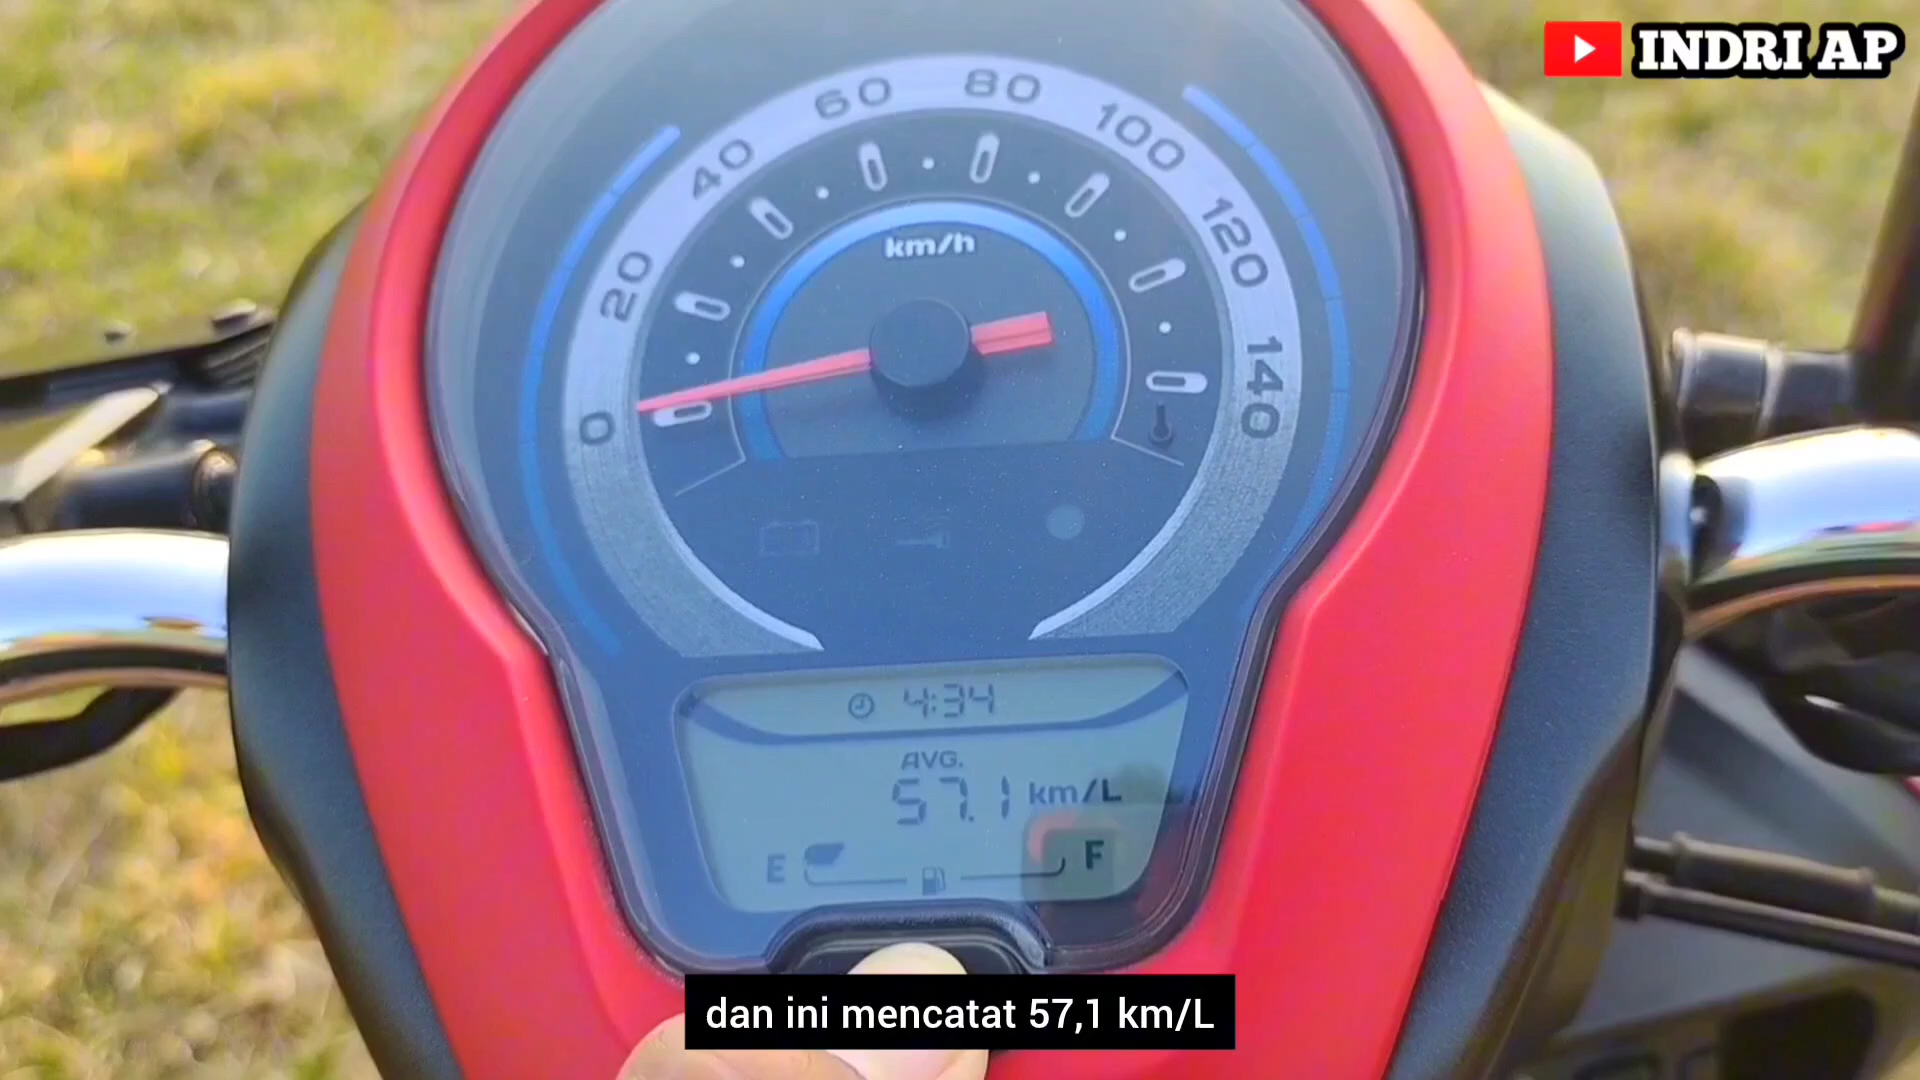 INDRI AP
80
60
100
40
120
20
140
0
km/h
4:34
AVG.
57.1 km/L
E
F
dan ini mencatat 57,1 km/L